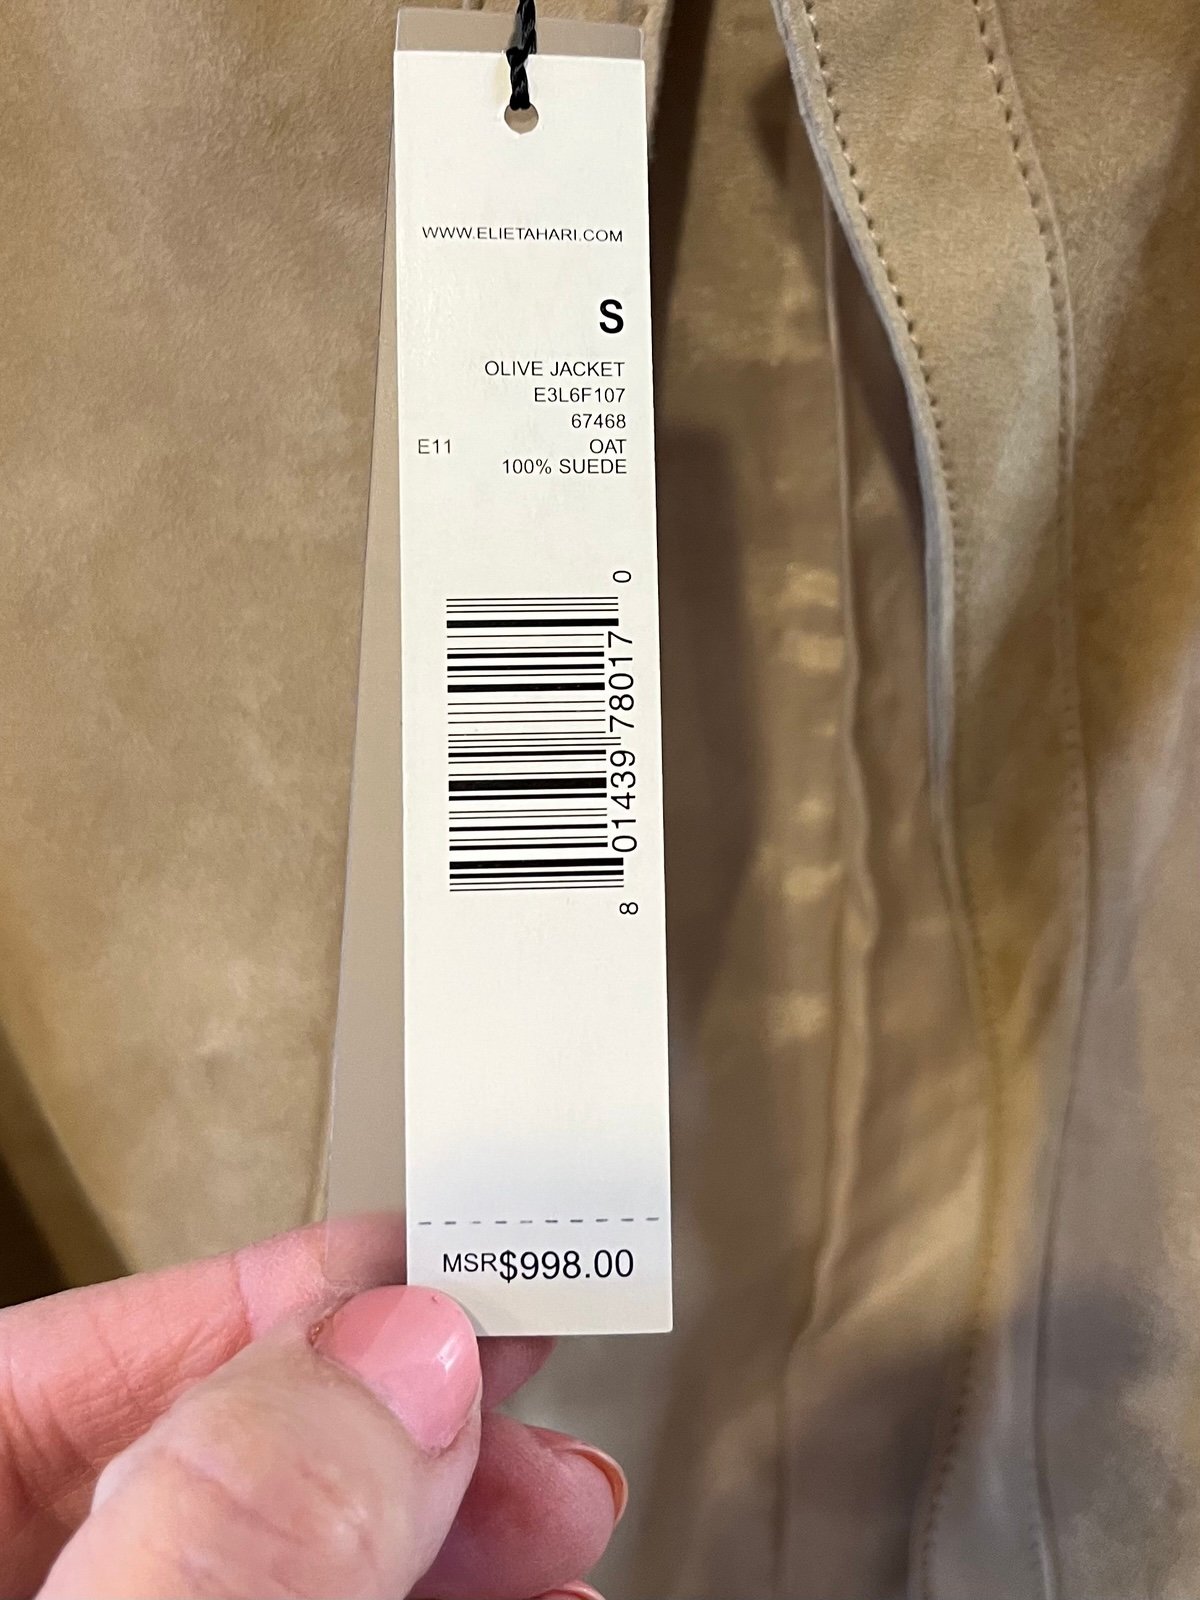 WWW.ELIETAHARI.COM
S
OLIVE JACKET
E3L6F107
67468
E11 OAT
100% SUEDE
8 01439 78017 0
MSR$998.00